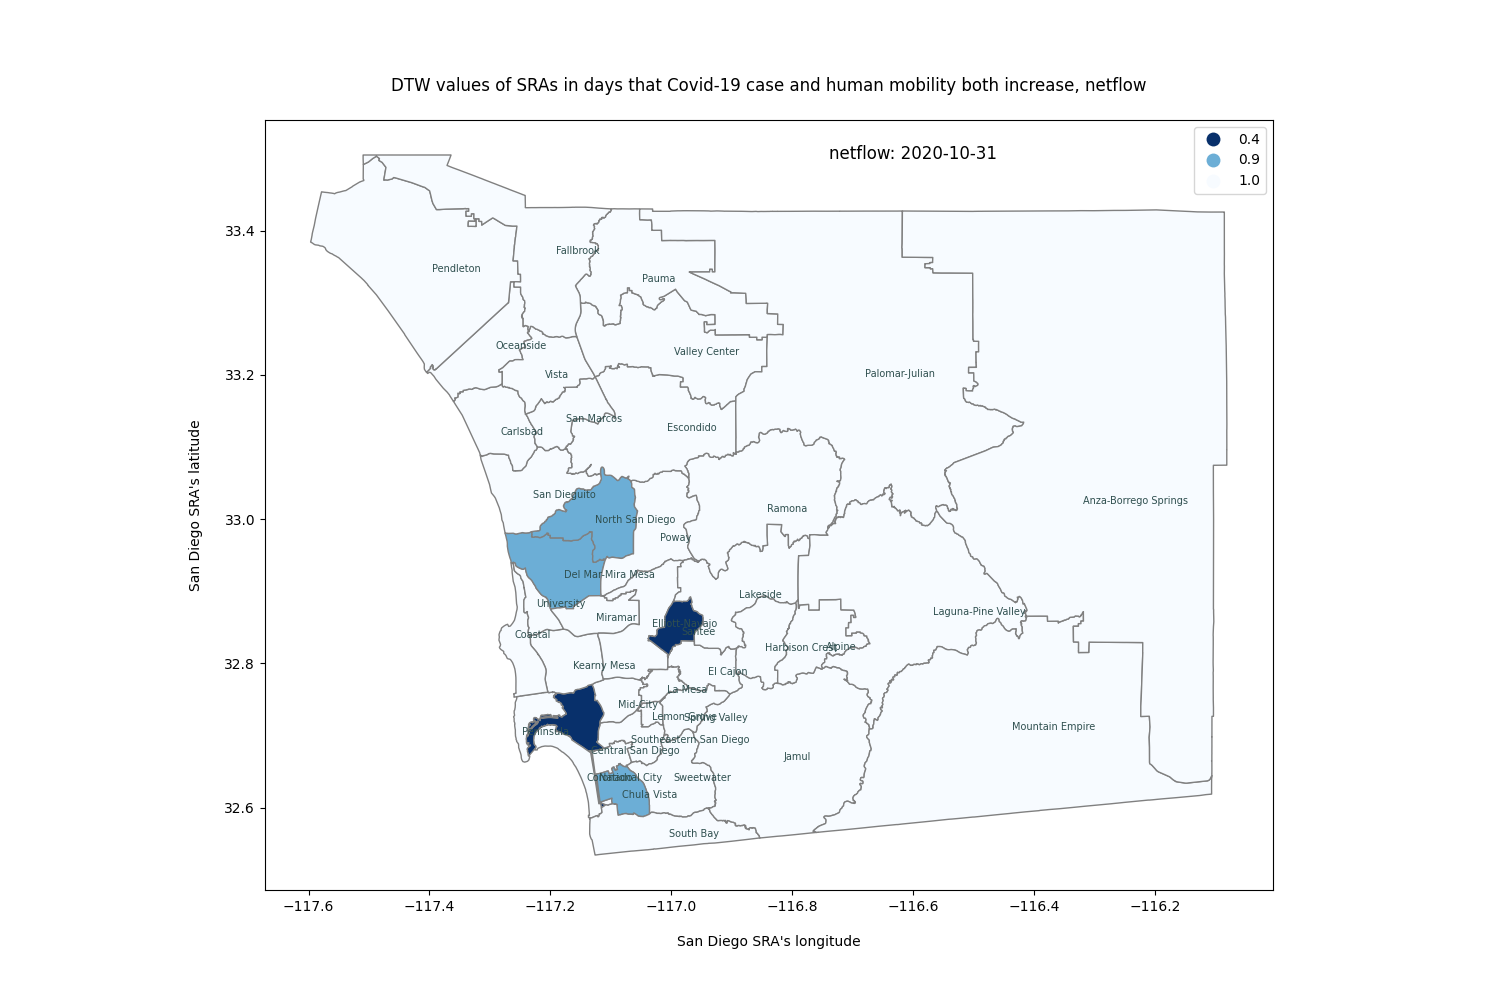 DTW values of SRAs in days that Covid-19 case and human mobility both increase, netflow
netflow: 2020-10-31
0.4
0.9
1.0
33.4
33.2
33.0
32.8
32.6
San Diego SRA's latitude
Fallbrook
Pendleton
Pauma
Oceanside
Valley Center
Vista
Palomar-Julian
San Marcos
Carlsbad
Escondido
San Dieguito
Anza-Borrego Springs
Ramona
North San Diego
Poway
Del Mar-Mira Mesa
Lakeside
University
Laguna-Pine Valley
Miramar
Elliott-Navajo
Santee
Coastal
Harbison Crest
Alpine
Kearny Mesa
El Cajon
La Mesa
Mid-City
Lemon Grove
Spring Valley
Mountain Empire
Peninsula
Southeastern San Diego
Central San Diego
Jamul
Coronado
National City
Sweetwater
Chula Vista
South Bay
−117.6
−117.4
−117.2
−117.0
−116.8
−116.6
−116.4
−116.2
San Diego SRA's longitude